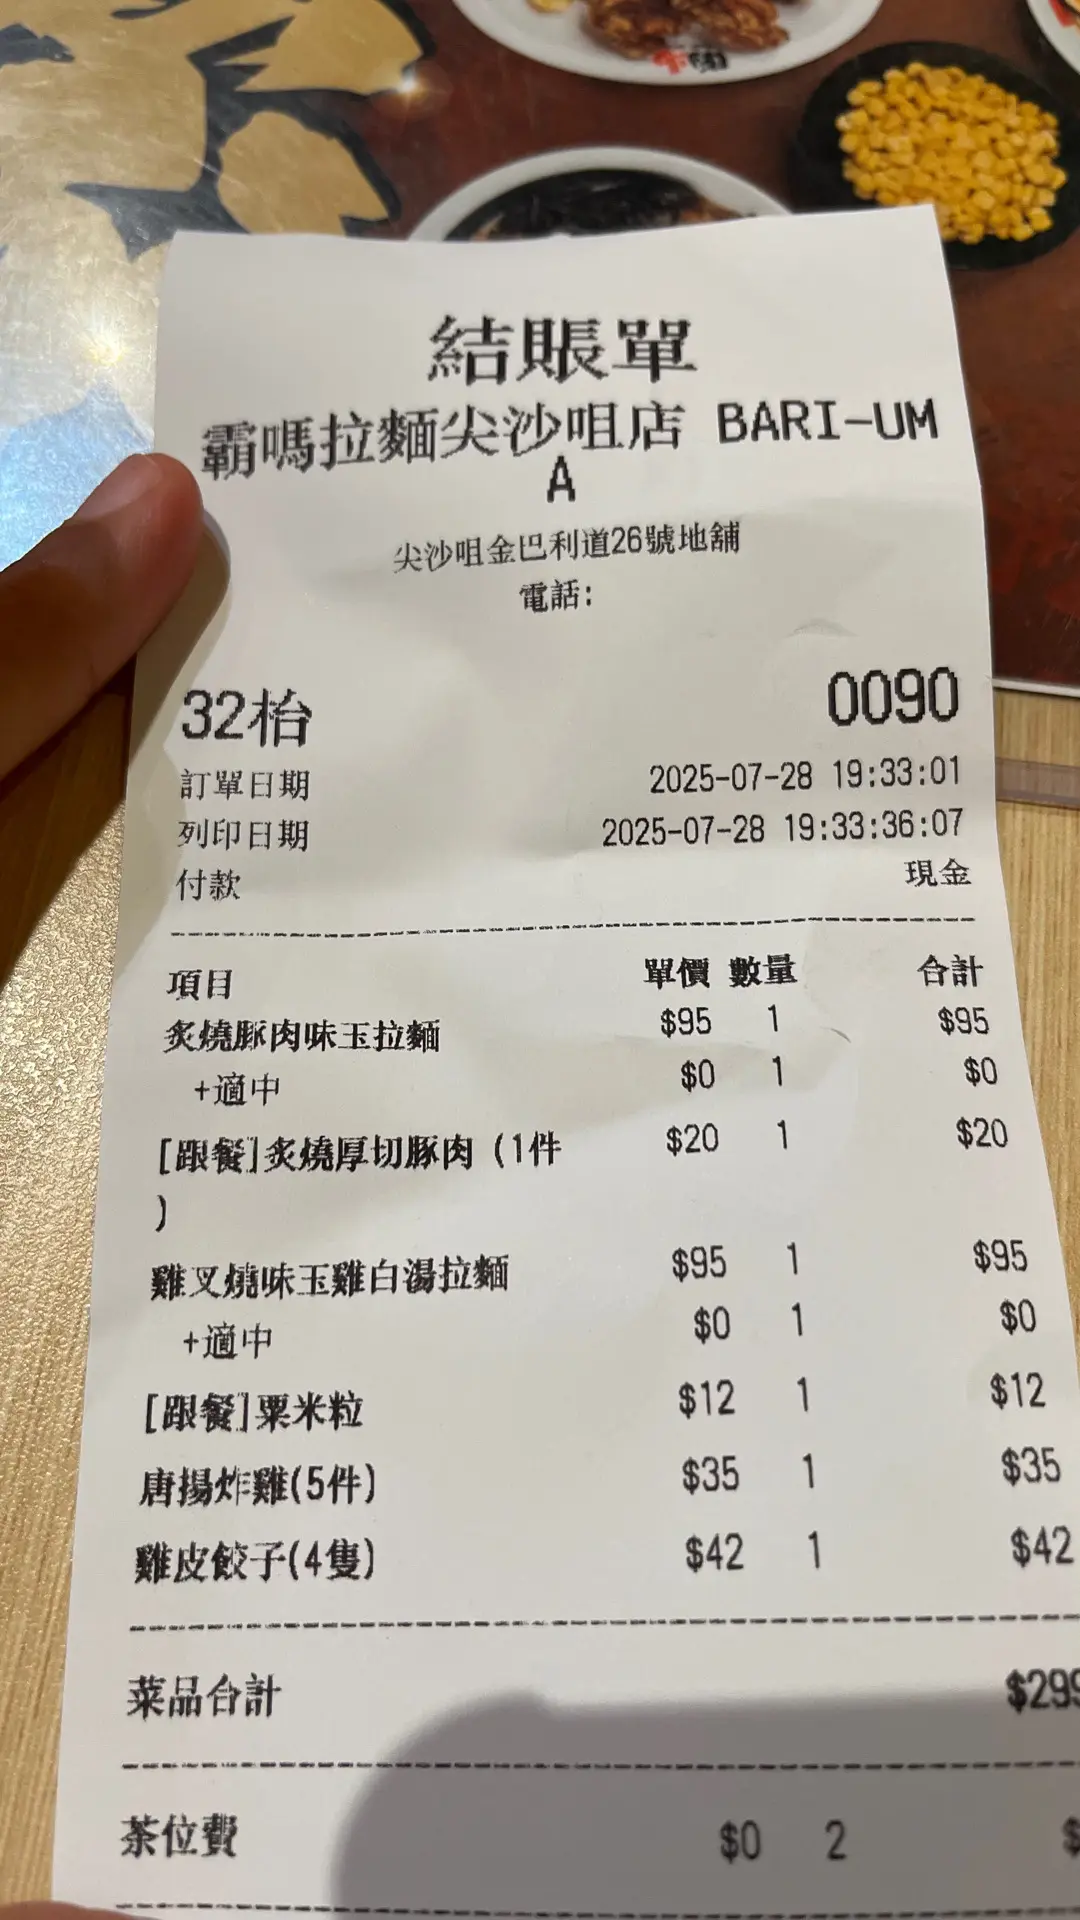 結賬單
霸嗎拉麵尖沙咀店 BARI-UM
A
尖沙咀金巴利道26號地舖
電話:
32枱 0090
訂單日期 2025-07-28 19:33:01
列印日期 2025-07-28 19:33:36:07
付款 現金
項目 單價 數量 合計
炙燒豚肉味玉拉麵 $95 1 $95
+適中 $0 1 $0
[跟餐]炙燒厚切豚肉 (1件 $20 1 $20
)
雞叉燒味玉雞白湯拉麵 $95 1 $95
+適中 $0 1 $0
[跟餐]粟米粒 $12 1 $12
唐揚炸雞(5件) $35 1 $35
雞皮餃子(4隻) $42 1 $42
菜品合計 $299
茶位費 $0 2 $